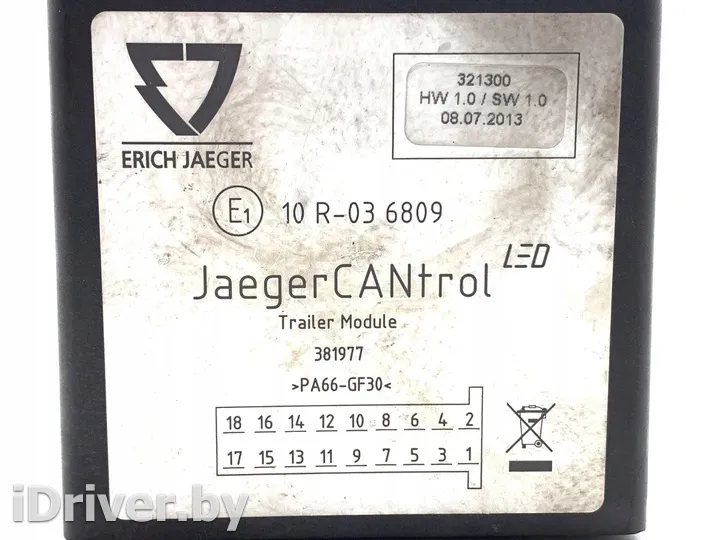 ERICH JAEGER
321300
HW 1.0 / SW 1.0
08.07.2013
E1 10 R-03 6809
JaegerCANtrol LED
Trailer Module
381977
>PA66-GF30<
18 16 14 12 10 8 6 4 2
17 15 13 11 9 7 5 3 1
iDriver.by